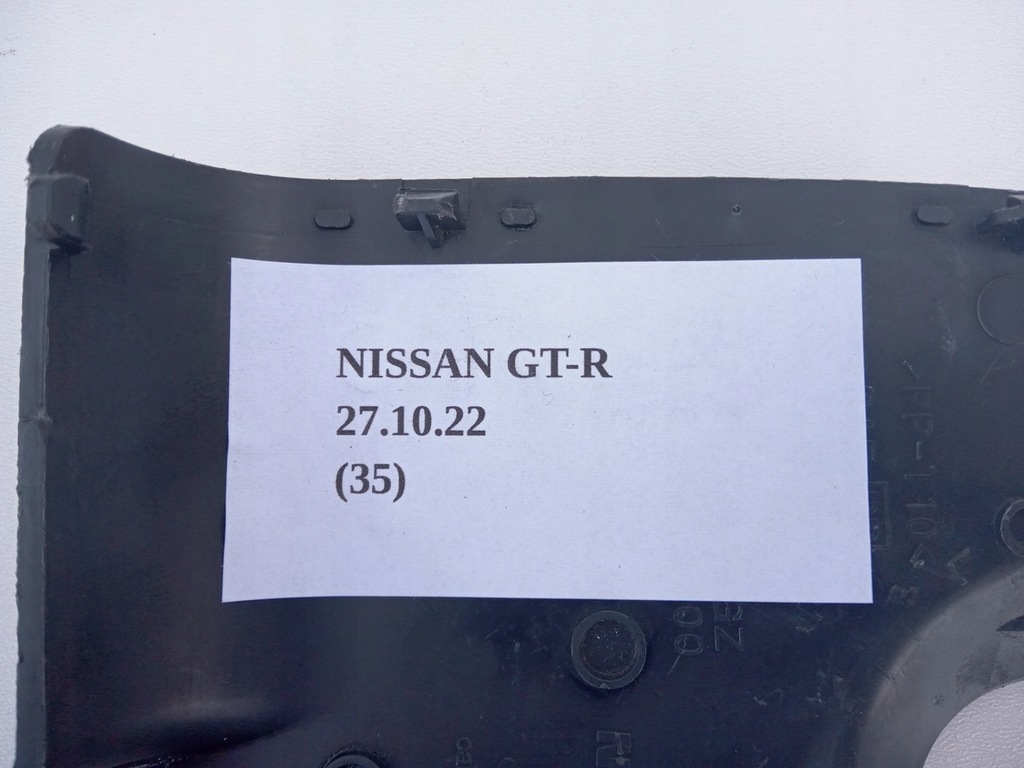 NISSAN GT-R
27.10.22
(35)